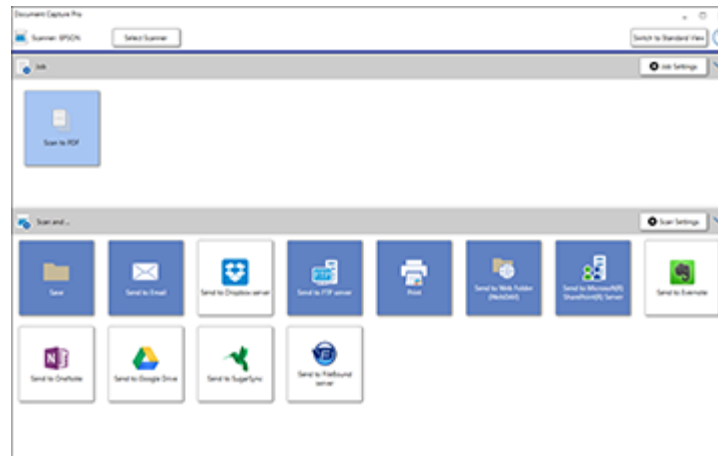 Document Capture Pro
Scanner: EPSON
Select Scanner
Switch to Standard View
Job
Job Settings
Scan to PDF
Scan and ...
Scan Settings
Save
Send to Email
Send to Dropbox server
Send to FTP server
FTP
Print
Send to Web Folder
(WebDAV)
Send to Microsoft(R)
SharePoint(R) Server
Send to Evernote
N
Send to OneNote
Send to Google Drive
Send to SugarSync
Send to FileBound
server